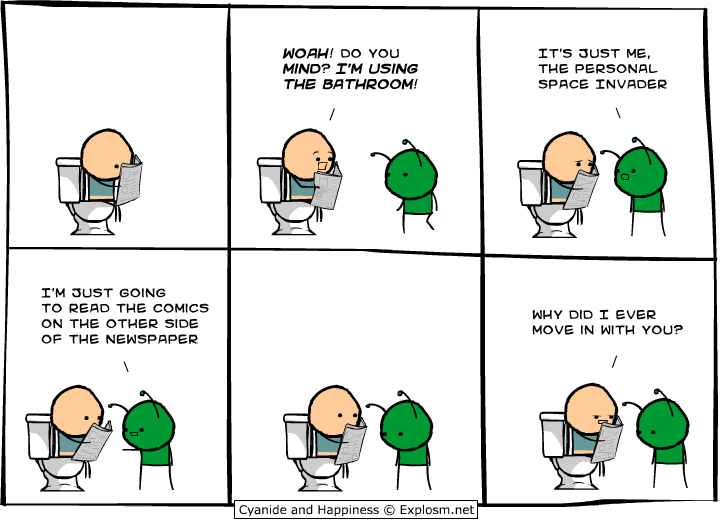 WOAH! DO YOU
MIND? I'M USING
THE BATHROOM!
IT'S JUST ME,
THE PERSONAL
SPACE INVADER
I'M JUST GOING
TO READ THE COMICS
ON THE OTHER SIDE
OF THE NEWSPAPER
WHY DID I EVER
MOVE IN WITH YOU?
Cyanide and Happiness © Explosm.net